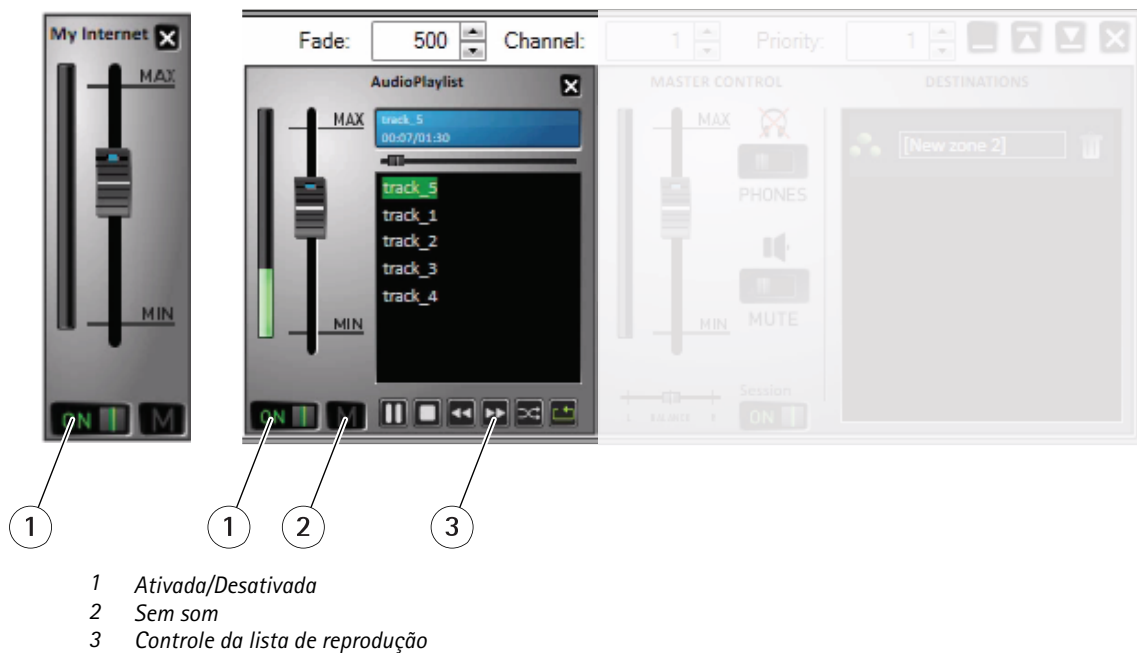 My Internet
MAX
MIN
ON M
Fade: 500 Channel: 1 Priority: 1
AudioPlaylist
MAX
track_5
00:07/01:30
track_5
track_1
track_2
track_3
track_4
MIN
ON M
MASTER CONTROL
MAX
PHONES
MUTE
MIN
Session
L BALANCE R
ON
DESTINATIONS
[New zone 2]
1 1 2 3
1 Ativada/Desativada
2 Sem som
3 Controle da lista de reprodução